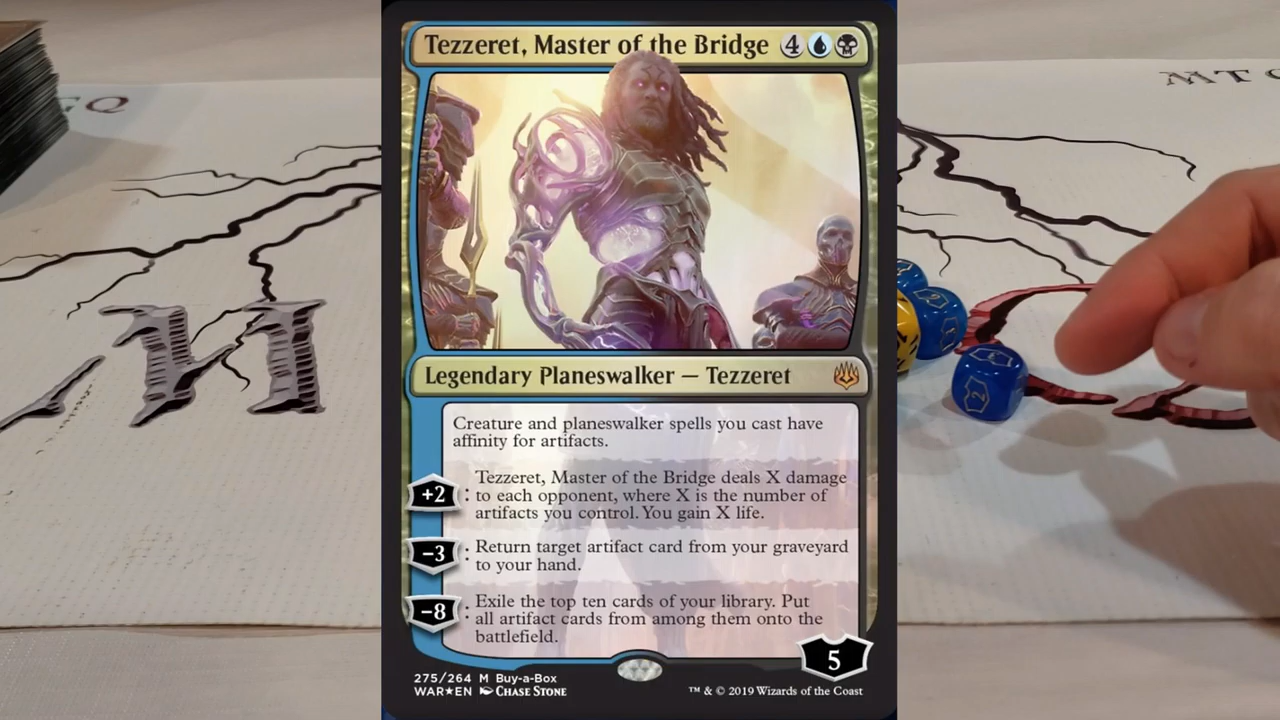 Tezzeret, Master of the Bridge 4
Legendary Planeswalker — Tezzeret
Creature and planeswalker spells you cast have
affinity for artifacts.
+2: Tezzeret, Master of the Bridge deals X damage
to each opponent, where X is the number of
artifacts you control. You gain X life.
−3: Return target artifact card from your graveyard
to your hand.
−8: Exile the top ten cards of your library. Put
all artifact cards from among them onto the
battlefield.
5
275/264 M Buy-a-Box
WAR★EN Chase Stone
™ & © 2019 Wizards of the Coast
MT
2